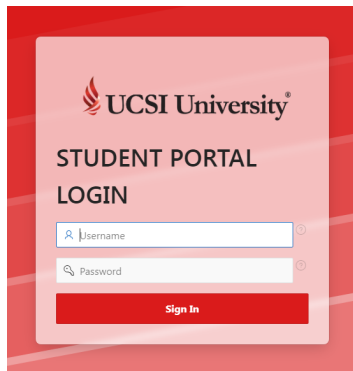 UCSI University®
STUDENT PORTAL
LOGIN
Username
Password
Sign In